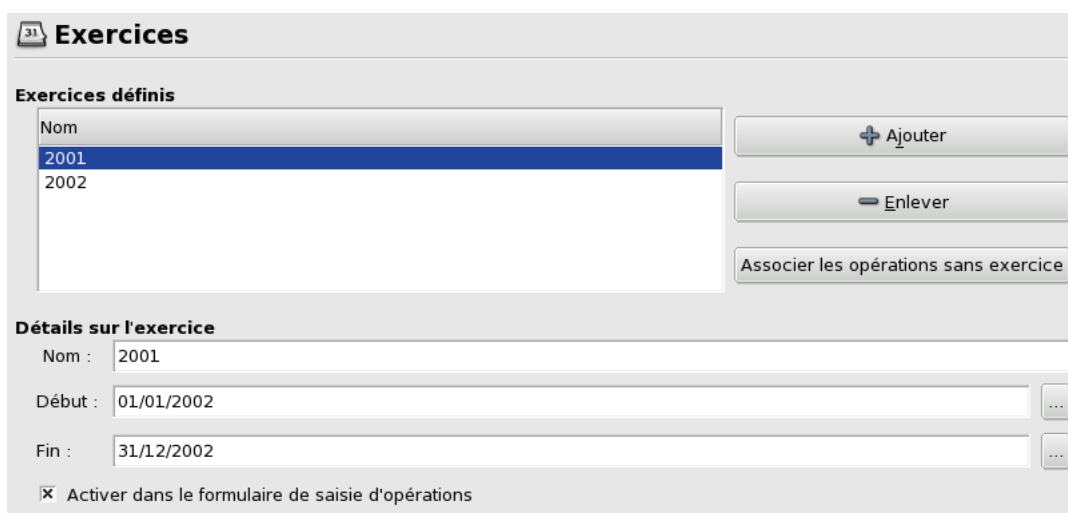 31 Exercices
Exercices définis
Nom
2001
2002
Ajouter
Enlever
Associer les opérations sans exercice
Détails sur l'exercice
Nom : 2001
Début : 01/01/2002 ...
Fin : 31/12/2002 ...
Activer dans le formulaire de saisie d'opérations